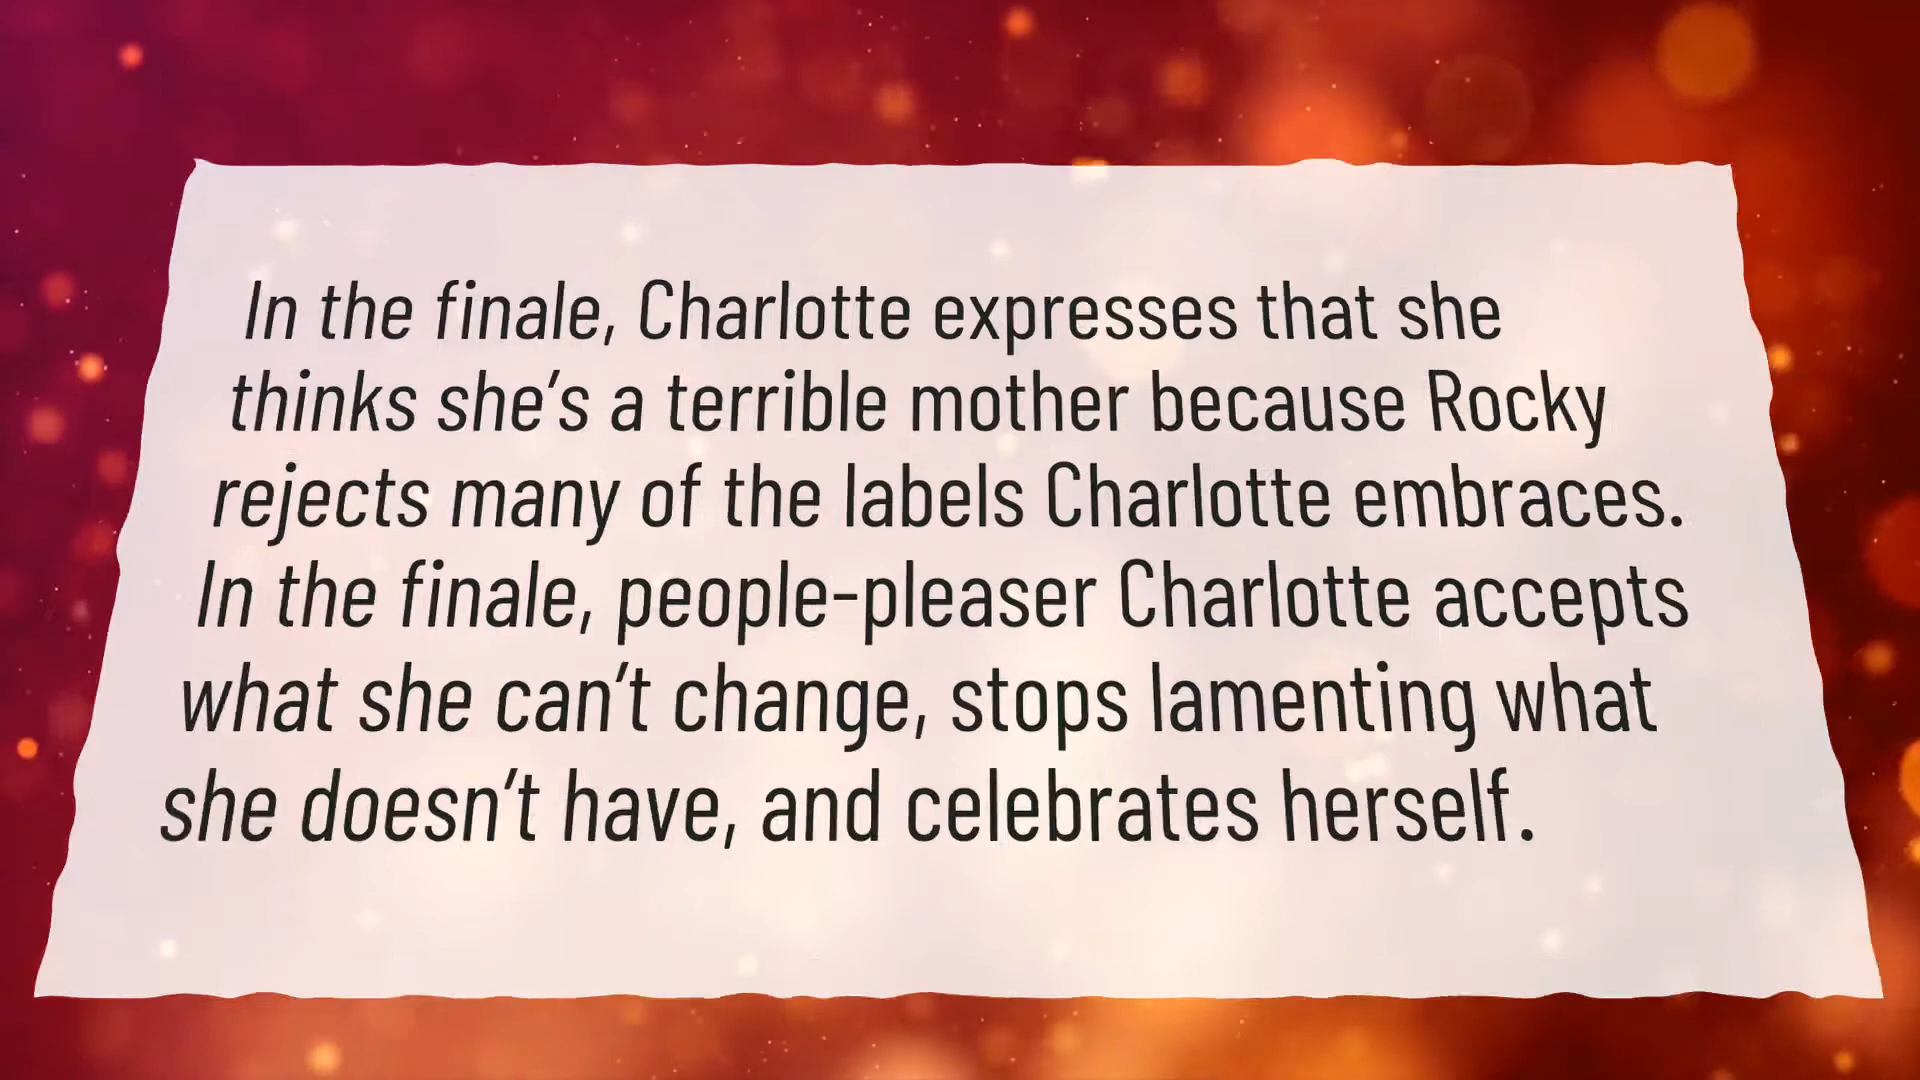 In the finale, Charlotte expresses that she
thinks she’s a terrible mother because Rocky
rejects many of the labels Charlotte embraces.
In the finale, people-pleaser Charlotte accepts
what she can’t change, stops lamenting what
she doesn’t have, and celebrates herself.